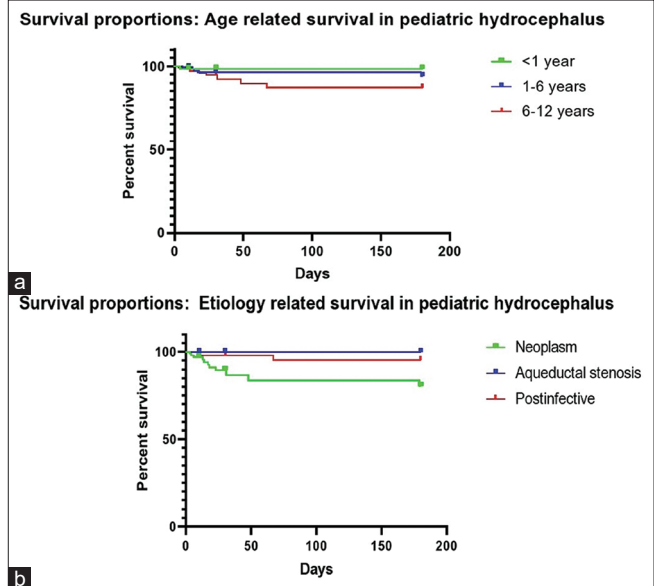 Survival proportions: Age related survival in pediatric hydrocephalus
<1 year
1-6 years
6-12 years
Percent survival
100
50
0
0 50 100 150 200
Days
a
Survival proportions: Etiology related survival in pediatric hydrocephalus
Neoplasm
Aqueductal stenosis
Postinfective
Percent survival
100
50
0
0 50 100 150 200
Days
b